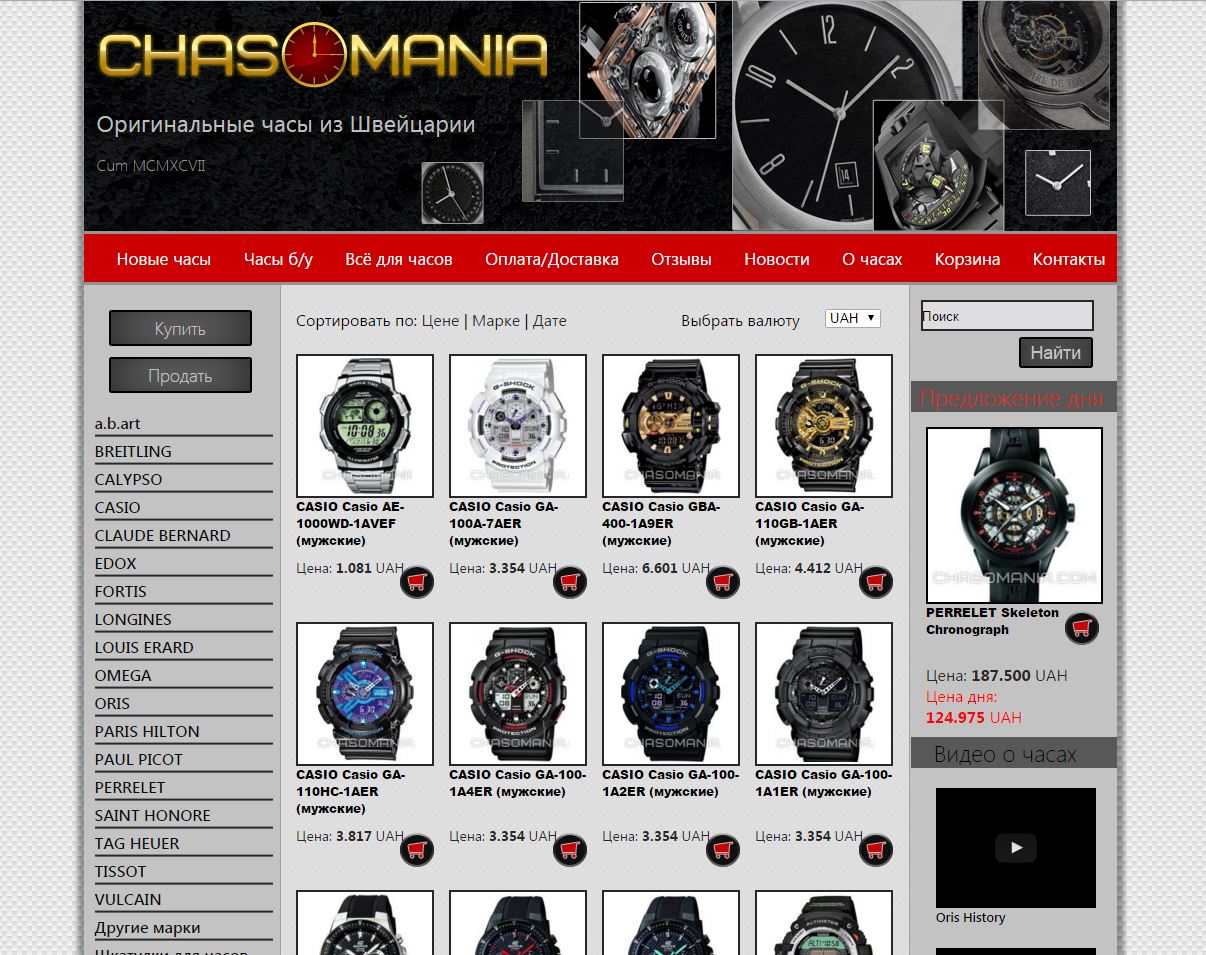 CHASOMANIA
Оригинальные часы из Швейцарии
Cum MCMXCVII
Новые часы Часы б/у Всё для часов Оплата/Доставка Отзывы Новости О часах Корзина Контакты
Купить
Продать
a.b.art
BREITLING
CALYPSO
CASIO
CLAUDE BERNARD
EDOX
FORTIS
LONGINES
LOUIS ERARD
OMEGA
ORIS
PARIS HILTON
PAUL PICOT
PERRELET
SAINT HONORE
TAG HEUER
TISSOT
VULCAIN
Другие марки
Шкатулки для часов
Сортировать по: Цене | Марке | Дате
Выбрать валюту UAH
CASIO Casio AE-
1000WD-1AVEF
(мужские)
Цена: 1.081 UAH
CASIO Casio GA-
100A-7AER
(мужские)
Цена: 3.354 UAH
CASIO Casio GBA-
400-1A9ER
(мужские)
Цена: 6.601 UAH
CASIO Casio GA-
110GB-1AER
(мужские)
Цена: 4.412 UAH
CASIO Casio GA-
110HC-1AER
(мужские)
Цена: 3.817 UAH
CASIO Casio GA-100-
1A4ER (мужские)
Цена: 3.354 UAH
CASIO Casio GA-100-
1A2ER (мужские)
Цена: 3.354 UAH
CASIO Casio GA-100-
1A1ER (мужские)
Цена: 3.354 UAH
Поиск
Найти
Предложение дня
CHASOMANIA.COM
PERRELET Skeleton
Chronograph
Цена: 187.500 UAH
Цена дня:
124.975 UAH
Видео о часах
Oris History